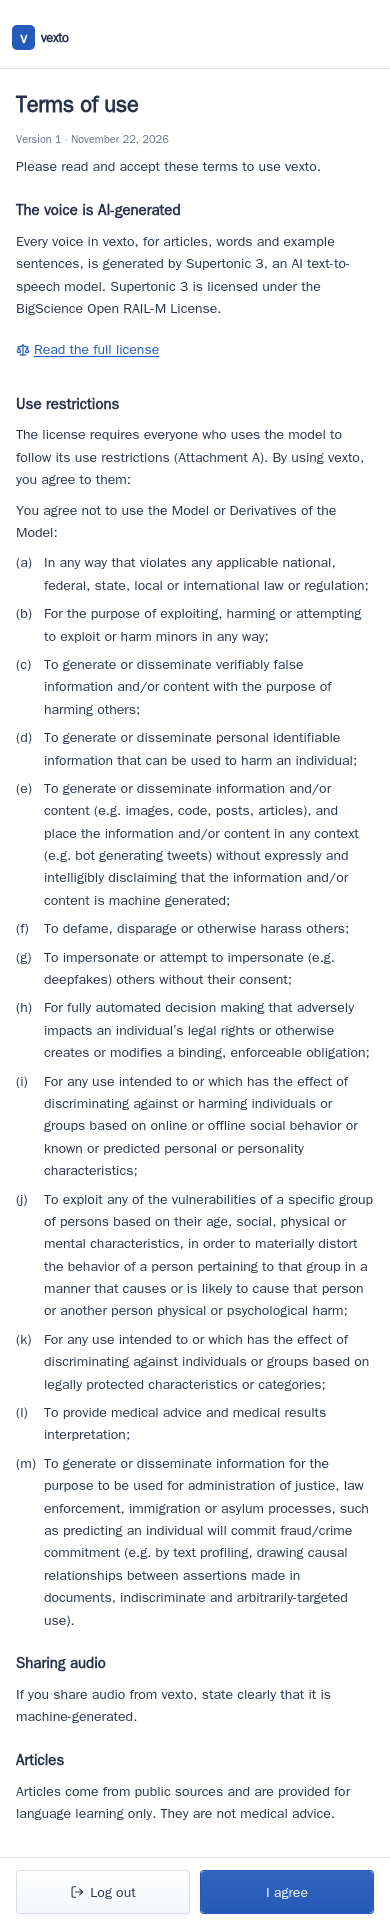 v vexto
Terms of use
Version 1 · November 22, 2026
Please read and accept these terms to use vexto.
The voice is AI-generated
Every voice in vexto, for articles, words and example
sentences, is generated by Supertonic 3, an AI text-to-
speech model. Supertonic 3 is licensed under the
BigScience Open RAIL-M License.
Read the full license
Use restrictions
The license requires everyone who uses the model to
follow its use restrictions (Attachment A). By using vexto,
you agree to them:
You agree not to use the Model or Derivatives of the
Model:
(a) In any way that violates any applicable national,
federal, state, local or international law or regulation;
(b) For the purpose of exploiting, harming or attempting
to exploit or harm minors in any way;
(c) To generate or disseminate verifiably false
information and/or content with the purpose of
harming others;
(d) To generate or disseminate personal identifiable
information that can be used to harm an individual;
(e) To generate or disseminate information and/or
content (e.g. images, code, posts, articles), and
place the information and/or content in any context
(e.g. bot generating tweets) without expressly and
intelligibly disclaiming that the information and/or
content is machine generated;
(f) To defame, disparage or otherwise harass others;
(g) To impersonate or attempt to impersonate (e.g.
deepfakes) others without their consent;
(h) For fully automated decision making that adversely
impacts an individual's legal rights or otherwise
creates or modifies a binding, enforceable obligation;
(i) For any use intended to or which has the effect of
discriminating against or harming individuals or
groups based on online or offline social behavior or
known or predicted personal or personality
characteristics;
(j) To exploit any of the vulnerabilities of a specific group
of persons based on their age, social, physical or
mental characteristics, in order to materially distort
the behavior of a person pertaining to that group in a
manner that causes or is likely to cause that person
or another person physical or psychological harm;
(k) For any use intended to or which has the effect of
discriminating against individuals or groups based on
legally protected characteristics or categories;
(l) To provide medical advice and medical results
interpretation;
(m) To generate or disseminate information for the
purpose to be used for administration of justice, law
enforcement, immigration or asylum processes, such
as predicting an individual will commit fraud/crime
commitment (e.g. by text profiling, drawing causal
relationships between assertions made in
documents, indiscriminate and arbitrarily-targeted
use).
Sharing audio
If you share audio from vexto, state clearly that it is
machine-generated.
Articles
Articles come from public sources and are provided for
language learning only. They are not medical advice.
Log out
I agree